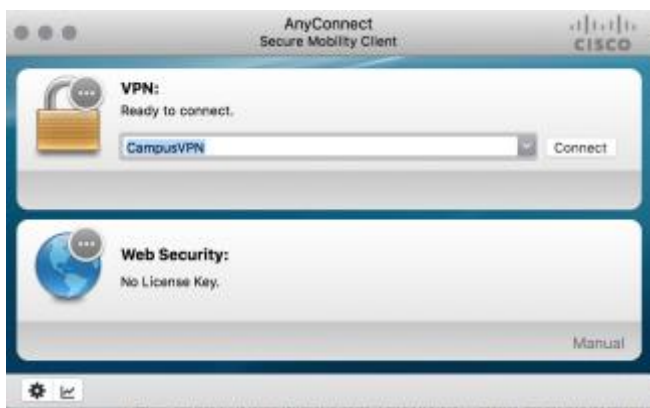 AnyConnect
Secure Mobility Client
CISCO
VPN:
Ready to connect.
CampusVPN
Connect
Web Security:
No License Key.
Manual